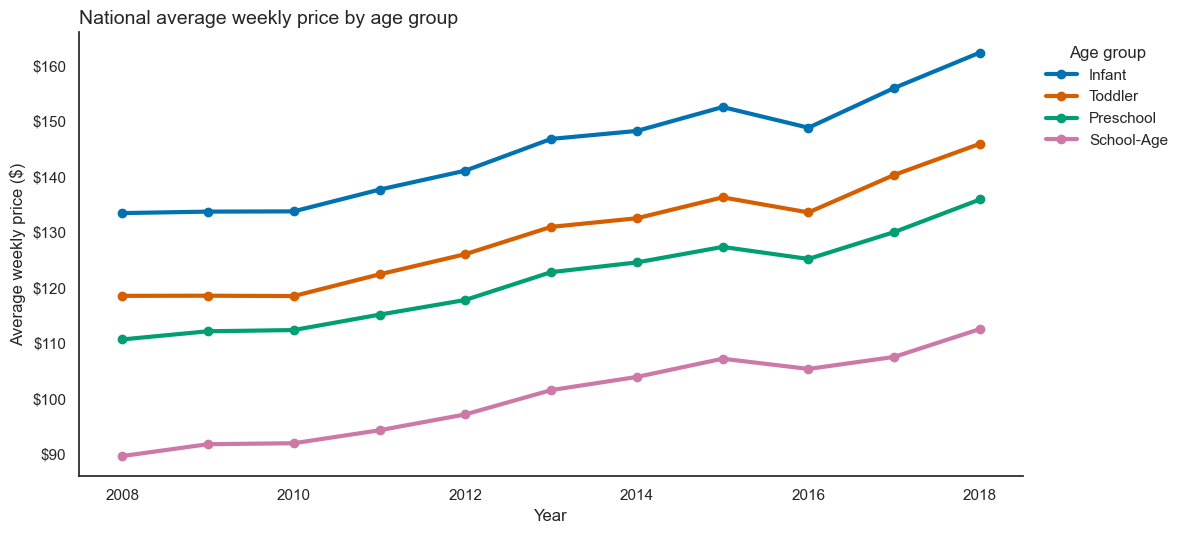 National average weekly price by age group
Average weekly price ($)
$160
$150
$140
$130
$120
$110
$100
$90
2008
2010
2012
2014
2016
2018
Year
Age group
Infant
Toddler
Preschool
School-Age